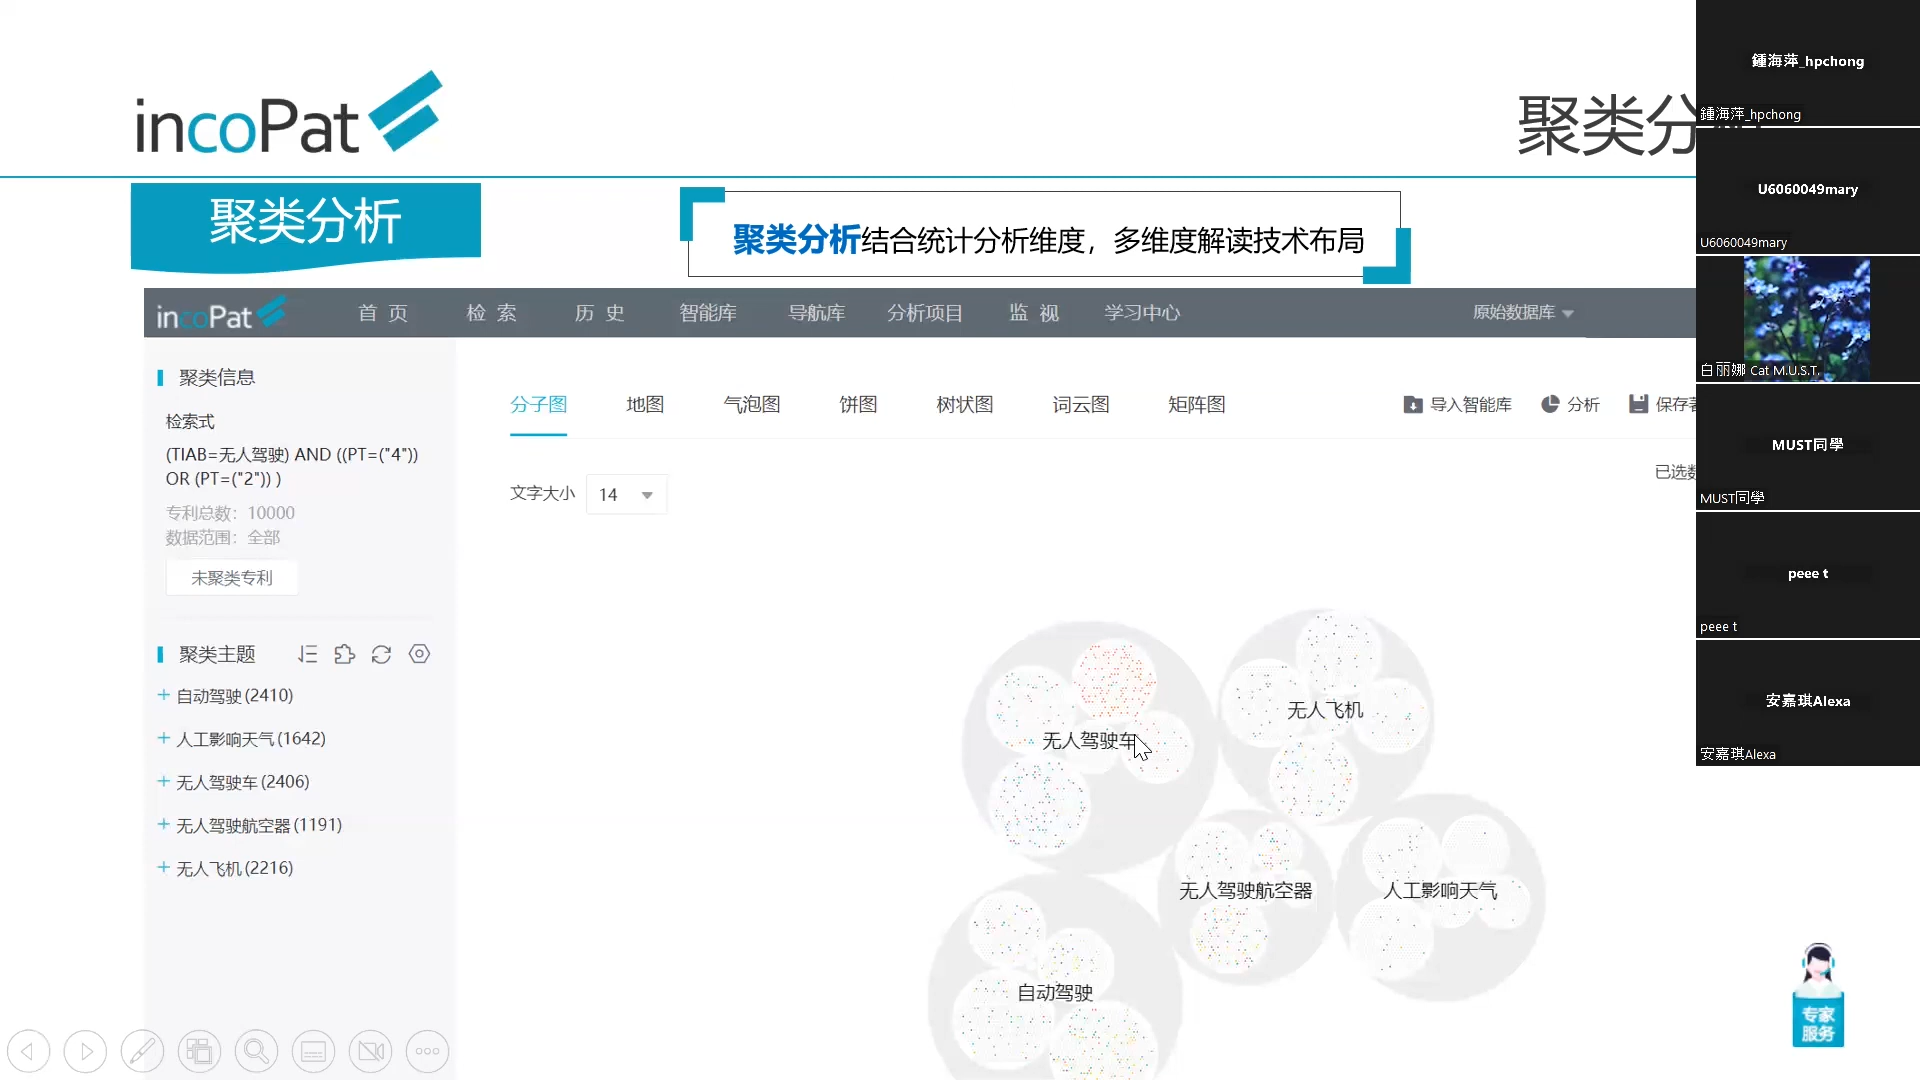 incoPat
聚类分
聚类分析
聚类分析结合统计分析维度，多维度解读技术布局
incoPat 首 页 检 索 历 史 智能库 导航库 分析项目 监 视 学习中心 原始数据库
聚类信息
检索式
(TIAB=无人驾驶) AND ((PT=("4"))
OR (PT=("2")) )
专利总数：10000
数据范围：全部
未聚类专利
聚类主题
自动驾驶(2410)
人工影响天气(1642)
无人驾驶车(2406)
无人驾驶航空器(1191)
无人飞机(2216)
分子图 地图 气泡图 饼图 树状图 词云图 矩阵图 导入智能库 分析 保存
文字大小 14
已选
无人驾驶车
无人飞机
无人驾驶航空器
人工影响天气
自动驾驶
专家
服务
鍾海萍_hpchong
鍾海萍_hpchong
U6060049mary
U6060049mary
白丽娜 Cat M.U.S.T.
MUST同學
MUST同學
peee t
peee t
安嘉琪Alexa
安嘉琪Alexa